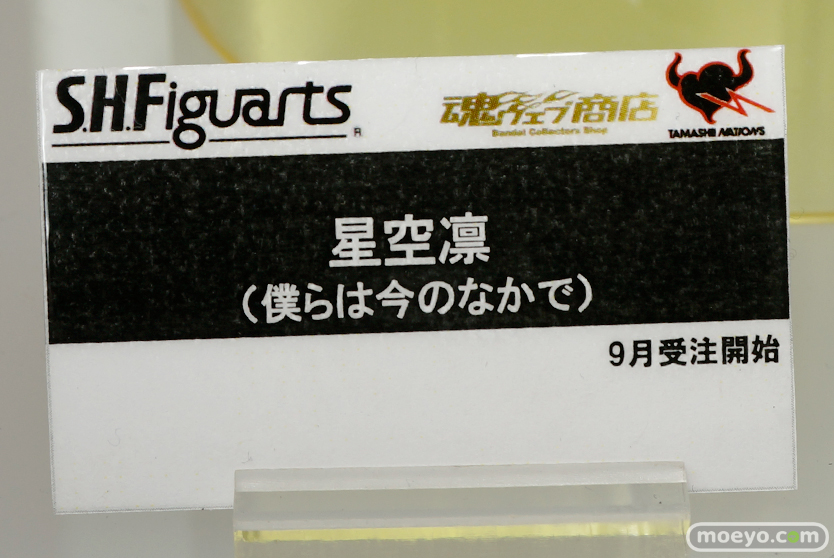 S.H.Figuarts
魂ウェブ商店
Bandai Collectors Shop
TAMASHII NATIONS
星空凛
（僕らは今のなかで）
9月受注開始
moeyo.com